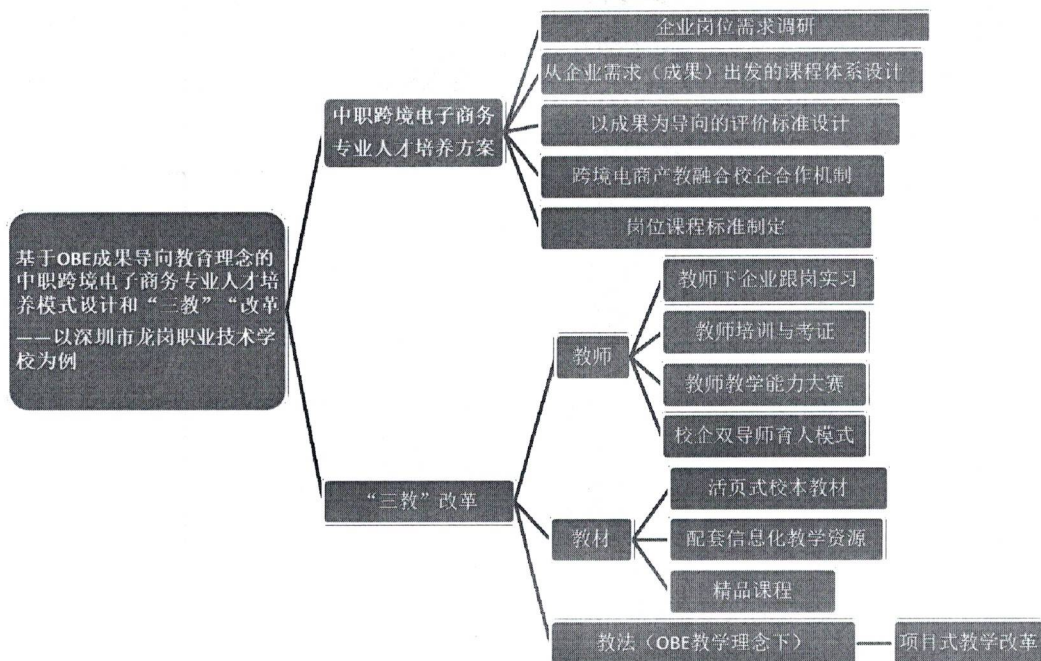 企业岗位需求调研
从企业需求（成果）出发的课程体系设计
中职跨境电子商务
专业人才培养方案
以成果为导向的评价标准设计
跨境电商产教融合校企合作机制
岗位课程标准制定
基于OBE成果导向教育理念的
中职跨境电子商务专业人才培
养模式设计和“三教”“改革
——以深圳市龙岗职业技术学
校为例
教师下企业跟岗实习
教师
教师培训与考证
教师教学能力大赛
校企双导师育人模式
“三教”改革
活页式校本教材
教材
配套信息化教学资源
精品课程
教法（OBE教学理念下）
项目式教学改革